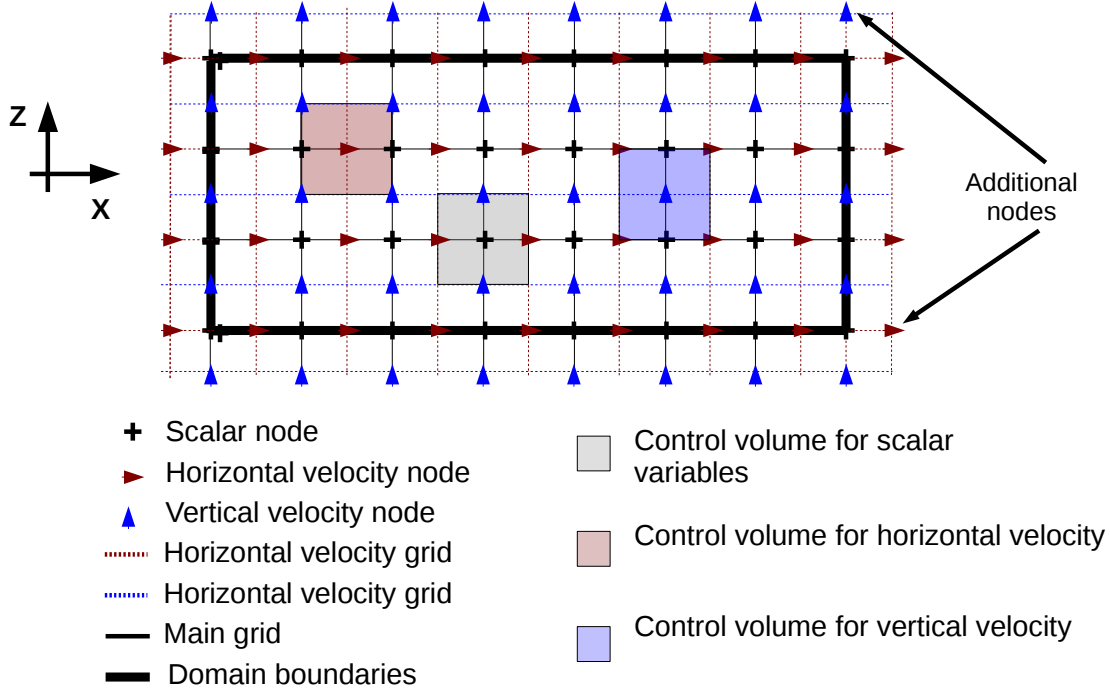 Z
X
Additional
nodes
Scalar node
Horizontal velocity node
Vertical velocity node
Horizontal velocity grid
Horizontal velocity grid
Main grid
Domain boundaries
Control volume for scalar
variables
Control volume for horizontal velocity
Control volume for vertical velocity